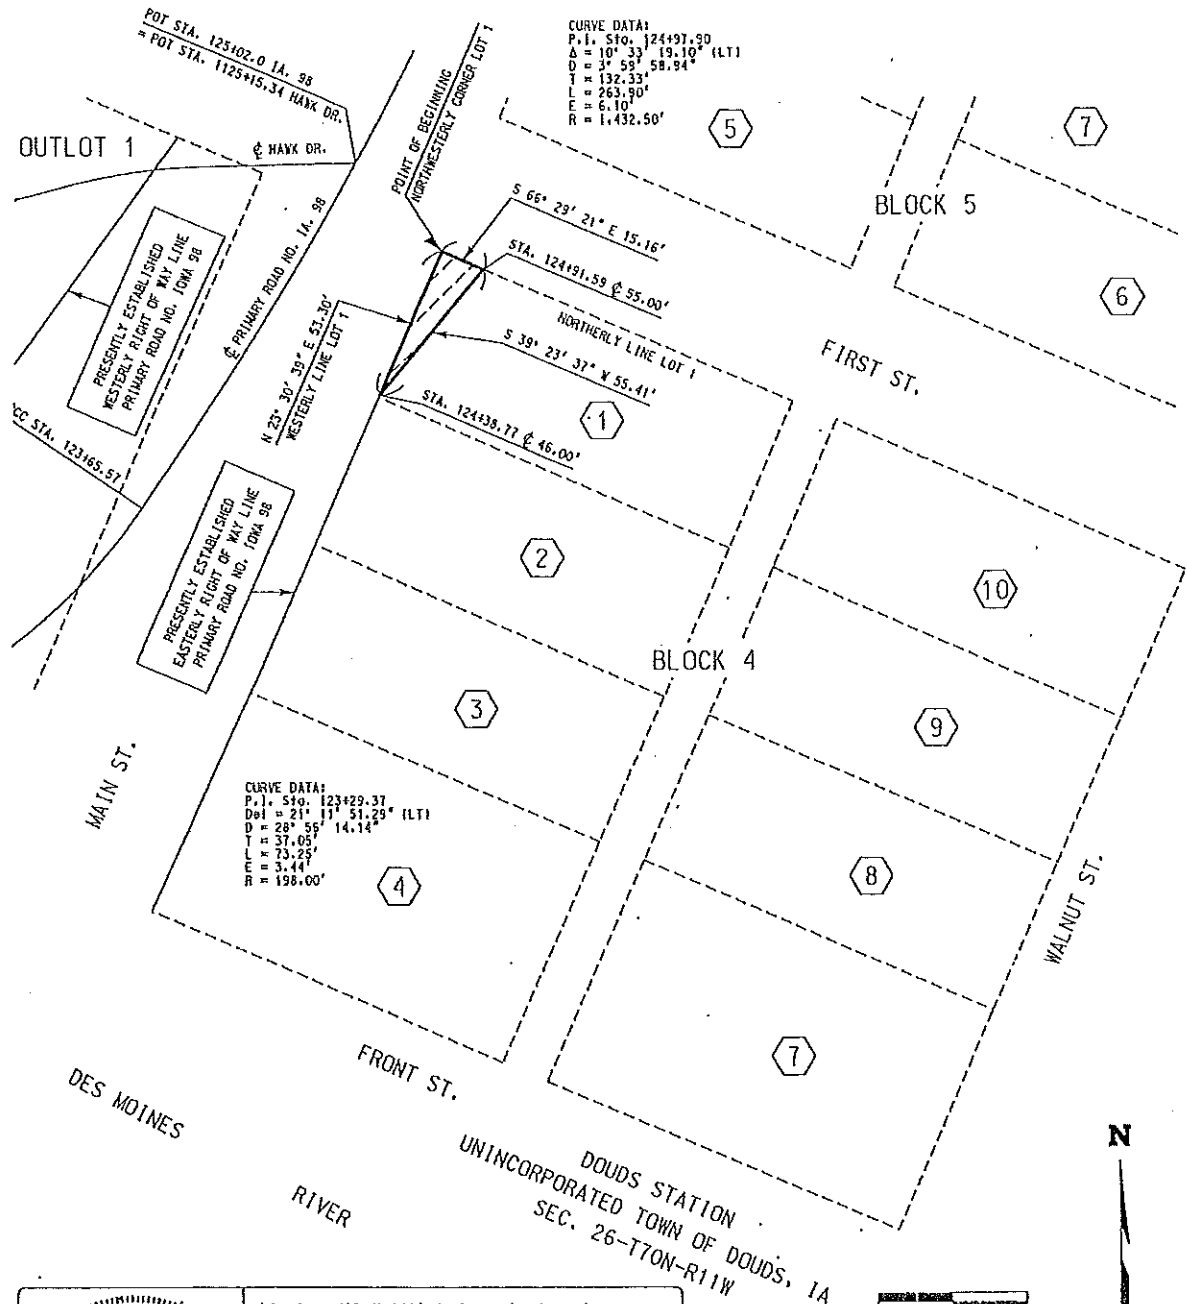 POT STA. 125+02.0 IA. 98
= POT STA. 1125+15.34 HAWK DR.
CURVE DATA:
P.I. Sta. 124+97.90
Δ = 10° 33' 19.10" (LT)
D = 3° 59' 58.94"
T = 132.33'
L = 263.90'
E = 6.10'
R = 1,432.50'
POINT OF BEGINNING
NORTHWESTERLY CORNER LOT 1
OUTLOT 1
℄ HAWK DR.
5
7
BLOCK 5
6
S 66° 29' 21" E 15.16'
STA. 124+91.59 ℄ 55.00'
NORTHERLY LINE LOT 1
S 39° 23' 37" W 55.41'
PRESENTLY ESTABLISHED
WESTERLY RIGHT OF WAY LINE
PRIMARY ROAD NO. IOWA 98
℄ PRIMARY ROAD NO. IA. 98
N 23° 30' 39" E 53.30'
WESTERLY LINE LOT 1
FIRST ST.
1
STA. 124+38.77 ℄ 46.00'
CC STA. 123+65.57
PRESENTLY ESTABLISHED
EASTERLY RIGHT OF WAY LINE
PRIMARY ROAD NO. IOWA 98
2
10
BLOCK 4
3
9
MAIN ST.
CURVE DATA:
P.I. Sta. 123+29.37
Del = 21° 11' 51.29" (LT)
D = 28° 56' 14.14"
T = 37.05'
L = 73.25'
E = 3.44'
R = 198.00'
4
8
WALNUT ST.
7
FRONT ST.
DES MOINES
RIVER
DOUDS STATION
UNINCORPORATED TOWN OF DOUDS, IA
SEC. 26-T70N-R11W
N